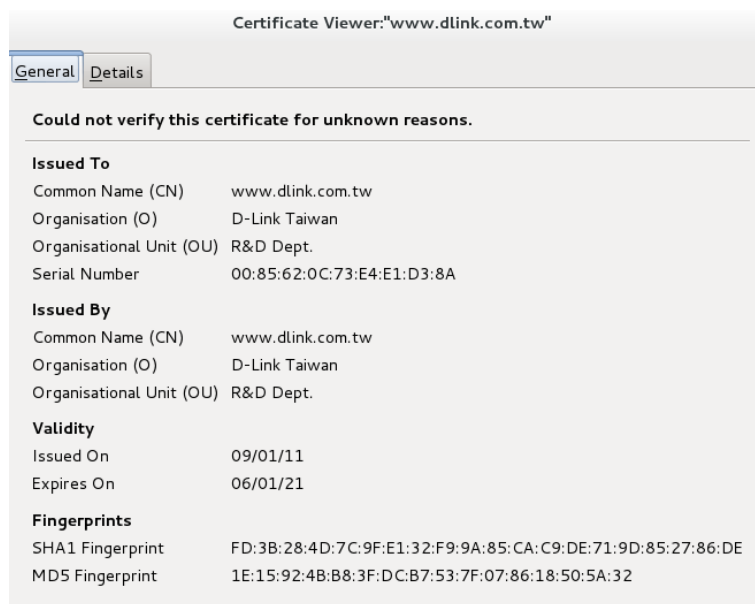 Certificate Viewer:"www.dlink.com.tw"
General Details
Could not verify this certificate for unknown reasons.
Issued To
Common Name (CN) www.dlink.com.tw
Organisation (O) D-Link Taiwan
Organisational Unit (OU) R&D Dept.
Serial Number 00:85:62:0C:73:E4:E1:D3:8A
Issued By
Common Name (CN) www.dlink.com.tw
Organisation (O) D-Link Taiwan
Organisational Unit (OU) R&D Dept.
Validity
Issued On 09/01/11
Expires On 06/01/21
Fingerprints
SHA1 Fingerprint FD:3B:28:4D:7C:9F:E1:32:F9:9A:85:CA:C9:DE:71:9D:85:27:86:DE
MD5 Fingerprint 1E:15:92:4B:B8:3F:DC:B7:53:7F:07:86:18:50:5A:32